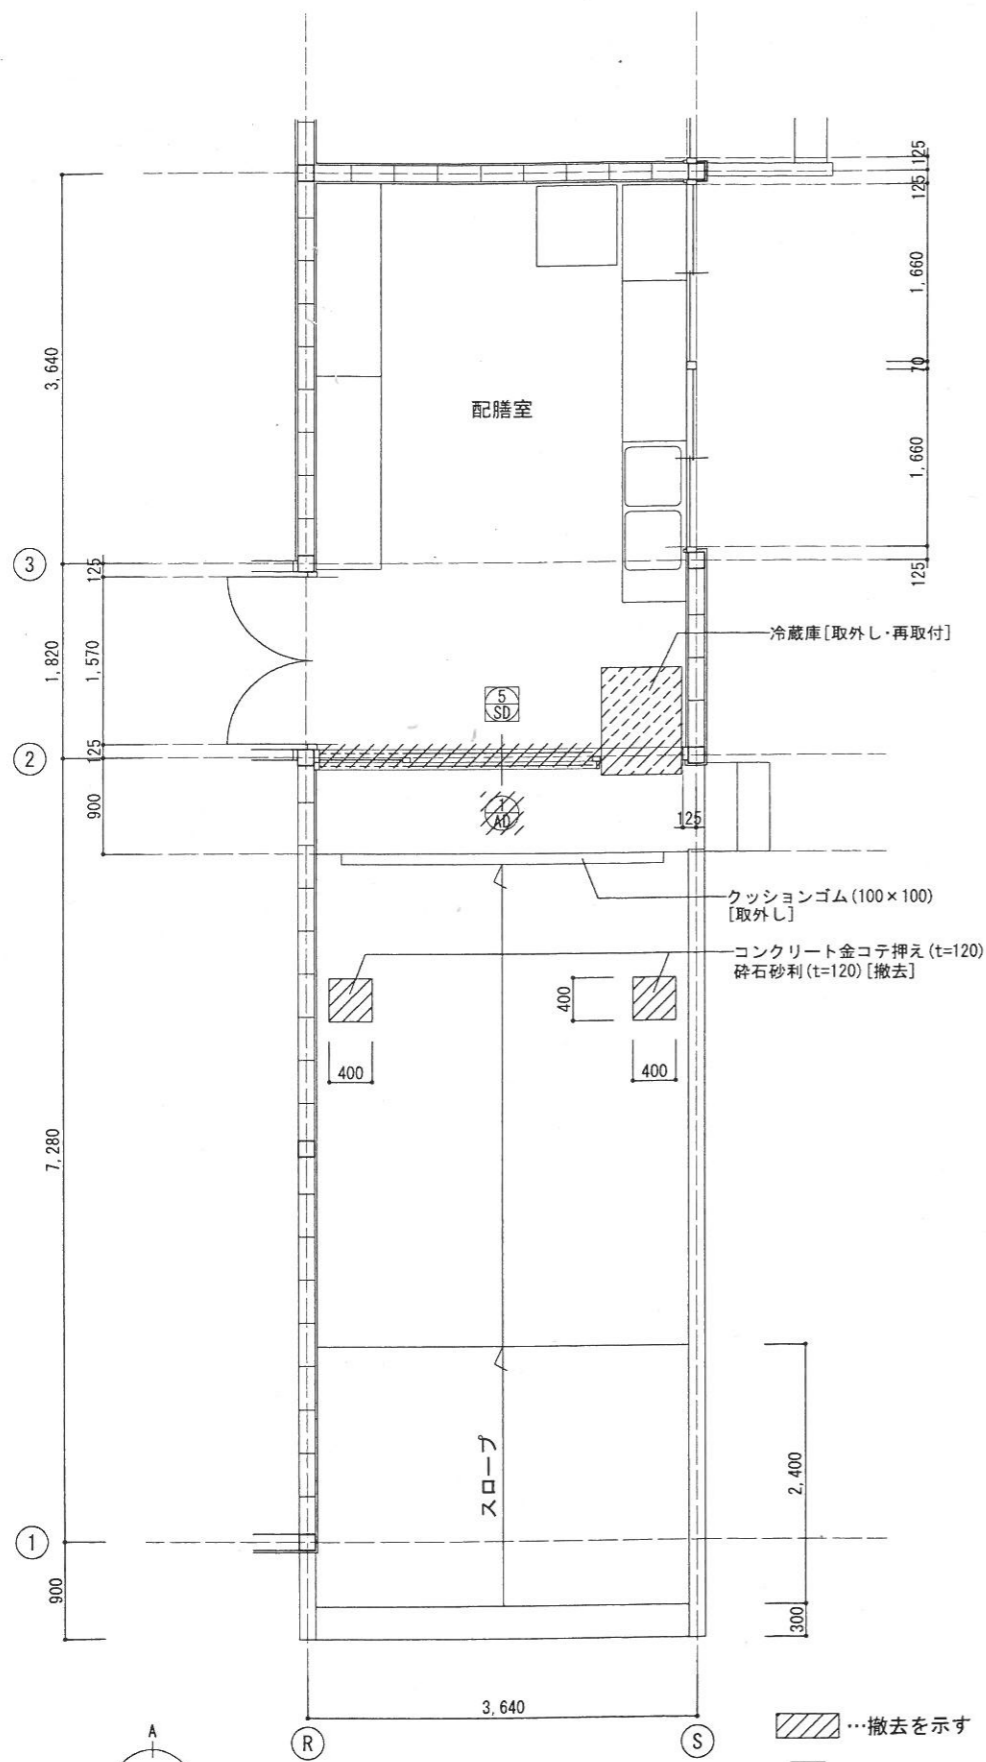 125
125
1,660
70
1,660
125
3,640
配膳室
3
125
1,820
1,570
冷蔵庫[取外し・再取付]
5
SD
2
125
900
1
AD
125
クッションゴム(100×100)
[取外し]
コンクリート金コテ押え(t=120)
砕石砂利(t=120)[撤去]
400
400
400
7,280
スロープ
2,400
1
900
300
3,640
A
R
S
…撤去を示す